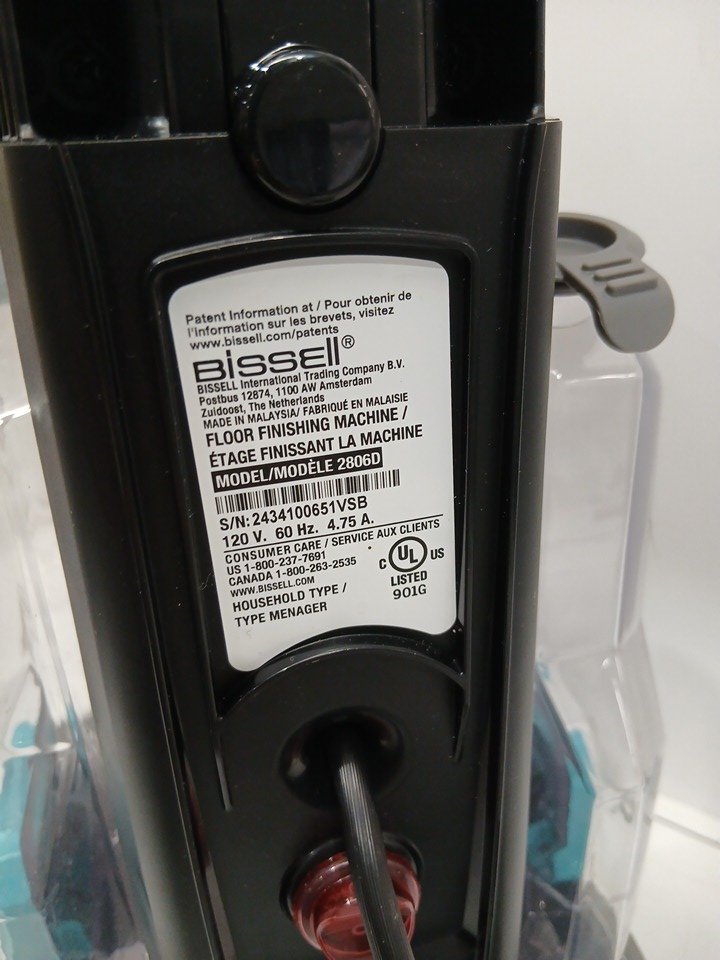 Patent Information at / Pour obtenir de
l'information sur les brevets, visitez
www.bissell.com/patents
BISSELL®
BISSELL International Trading Company B.V.
Postbus 12874, 1100 AW Amsterdam
Zuidoost, The Netherlands
MADE IN MALAYSIA/ FABRIQUÉ EN MALAISIE
FLOOR FINISHING MACHINE /
ÉTAGE FINISSANT LA MACHINE
MODEL/MODÈLE 2806D
S/N: 2434100651VSB
120 V. 60 Hz. 4.75 A.
CONSUMER CARE / SERVICE AUX CLIENTS
US 1-800-237-7691
CANADA 1-800-263-2535
WWW.BISSELL.COM
HOUSEHOLD TYPE /
TYPE MENAGER
C UL US
LISTED
901G